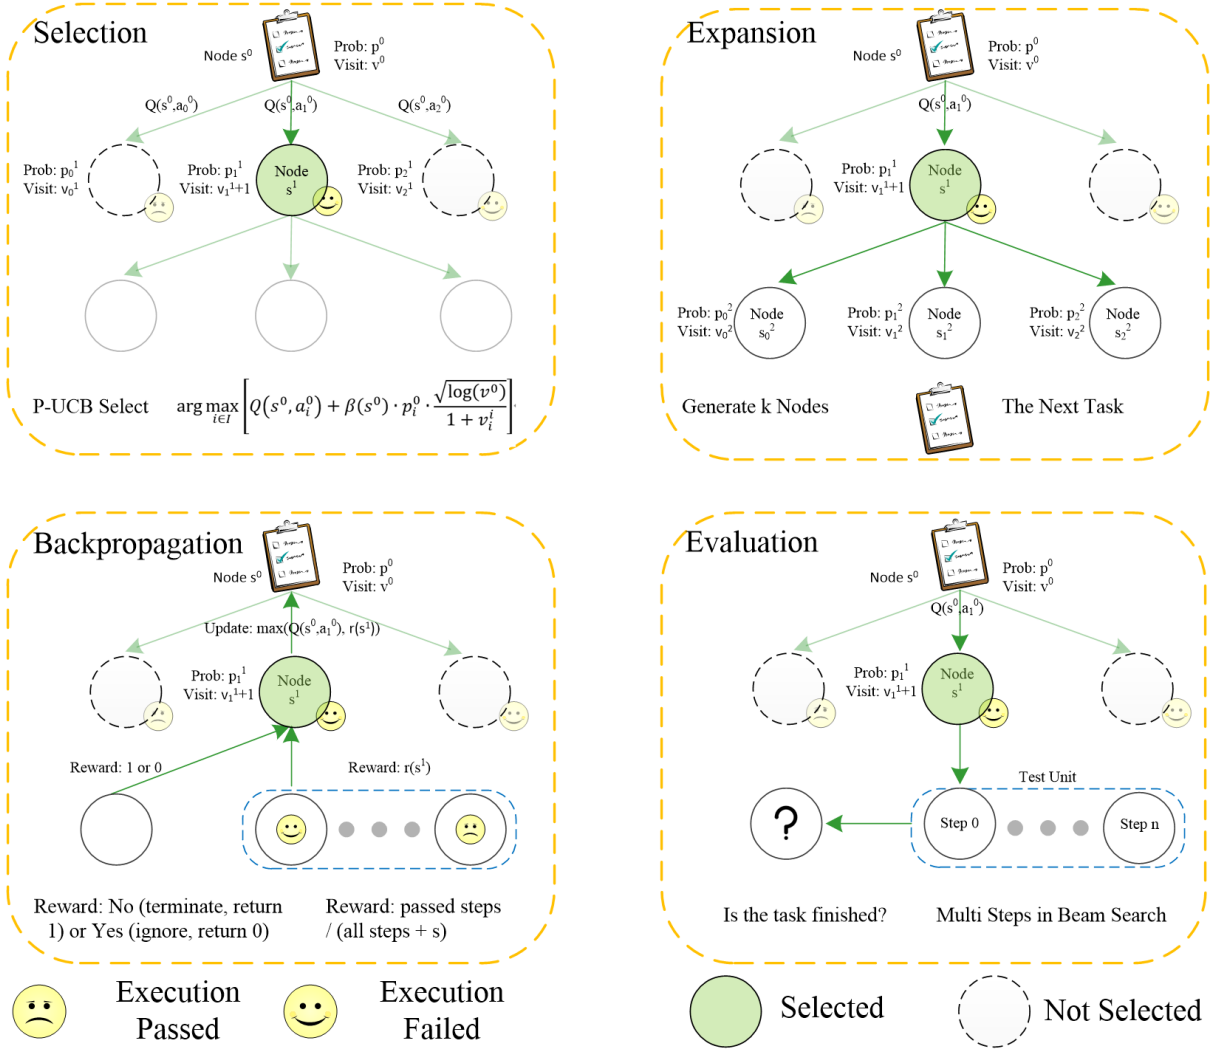 Selection
Node s⁰
Prob: p⁰
Visit: v⁰
Q(s⁰,a₀⁰)
Q(s⁰,a₁⁰)
Q(s⁰,a₂⁰)
Prob: p₀¹
Visit: v₀¹
Prob: p₁¹
Visit: v₁¹+1
Node
s¹
Prob: p₂¹
Visit: v₂¹
P-UCB Select
arg max i∈I [Q(s⁰, aᵢ⁰) + β(s⁰) · pᵢ⁰ · √log(v⁰) / 1 + vᵢⁱ]
Expansion
Node s⁰
Prob: p⁰
Visit: v⁰
Q(s⁰,a₁⁰)
Prob: p₁¹
Visit: v₁¹+1
Node
s¹
Prob: p₀²
Visit: v₀²
Node
s₀²
Prob: p₁²
Visit: v₁²
Node
s₁²
Prob: p₂²
Visit: v₂²
Node
s₂²
Generate k Nodes
The Next Task
Backpropagation
Node s⁰
Prob: p⁰
Visit: v⁰
Update: max(Q(s⁰,a₁⁰), r(s¹))
Prob: p₁¹
Visit: v₁¹+1
Node
s¹
Reward: 1 or 0
Reward: r(s¹)
Reward: No (terminate, return
1) or Yes (ignore, return 0)
Reward: passed steps
/ (all steps + s)
Evaluation
Node s⁰
Prob: p⁰
Visit: v⁰
Q(s⁰,a₁⁰)
Prob: p₁¹
Visit: v₁¹+1
Node
s¹
Test Unit
?
Step 0
Step n
Is the task finished?
Multi Steps in Beam Search
Execution
Passed
Execution
Failed
Selected
Not Selected